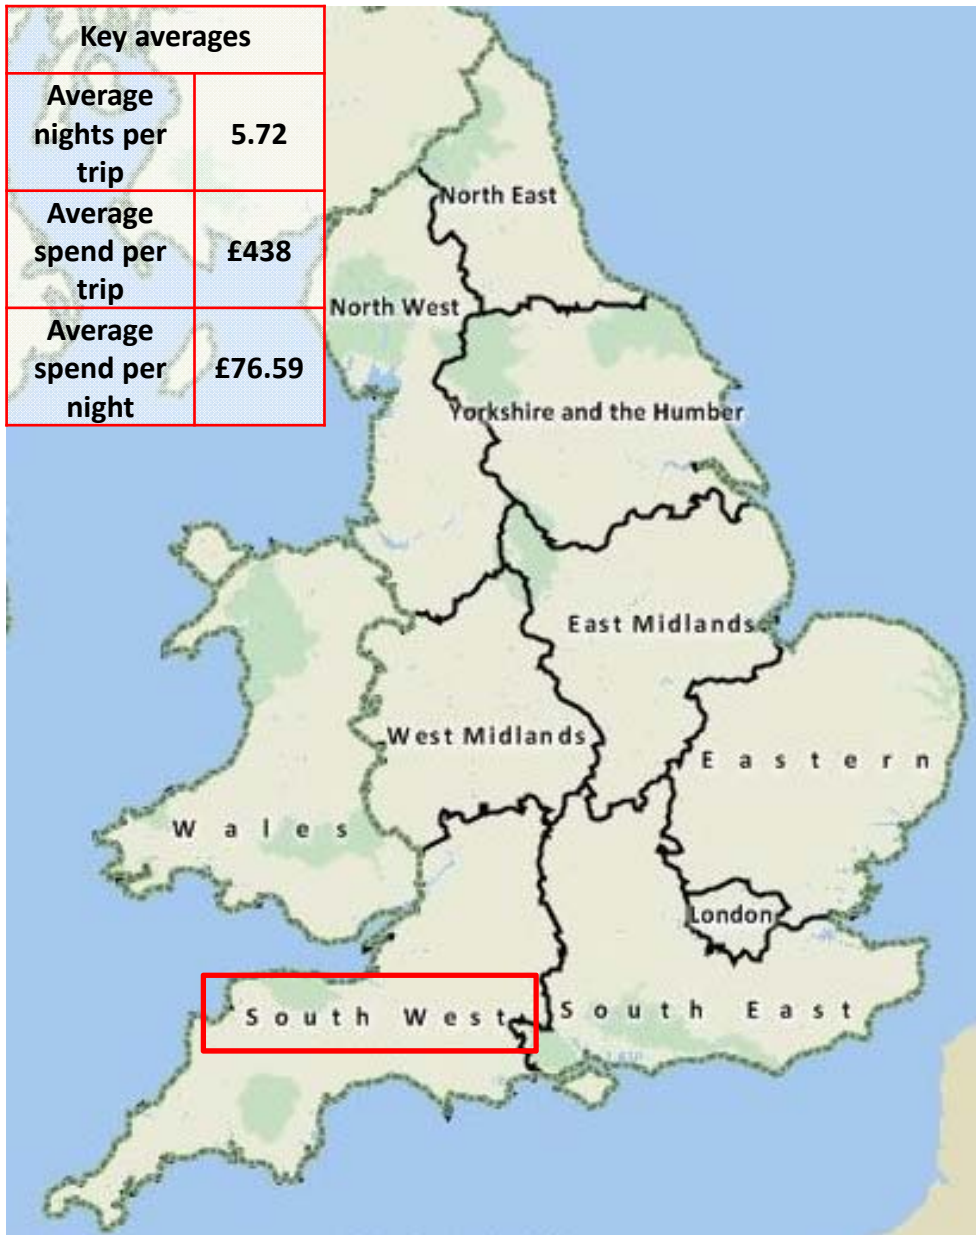 Key averages
Average
nights per
trip
5.72
Average
spend per
trip
£438
Average
spend per
night
£76.59
North East
North West
Yorkshire and the Humber
East Midlands
West Midlands
Eastern
Wales
London
South West
South East